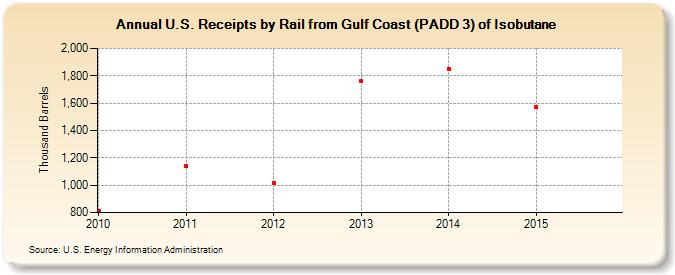 Annual U.S. Receipts by Rail from Gulf Coast (PADD 3) of Isobutane
Thousand Barrels
2,000
1,800
1,600
1,400
1,200
1,000
800
2010 2011 2012 2013 2014 2015
Source: U.S. Energy Information Administration